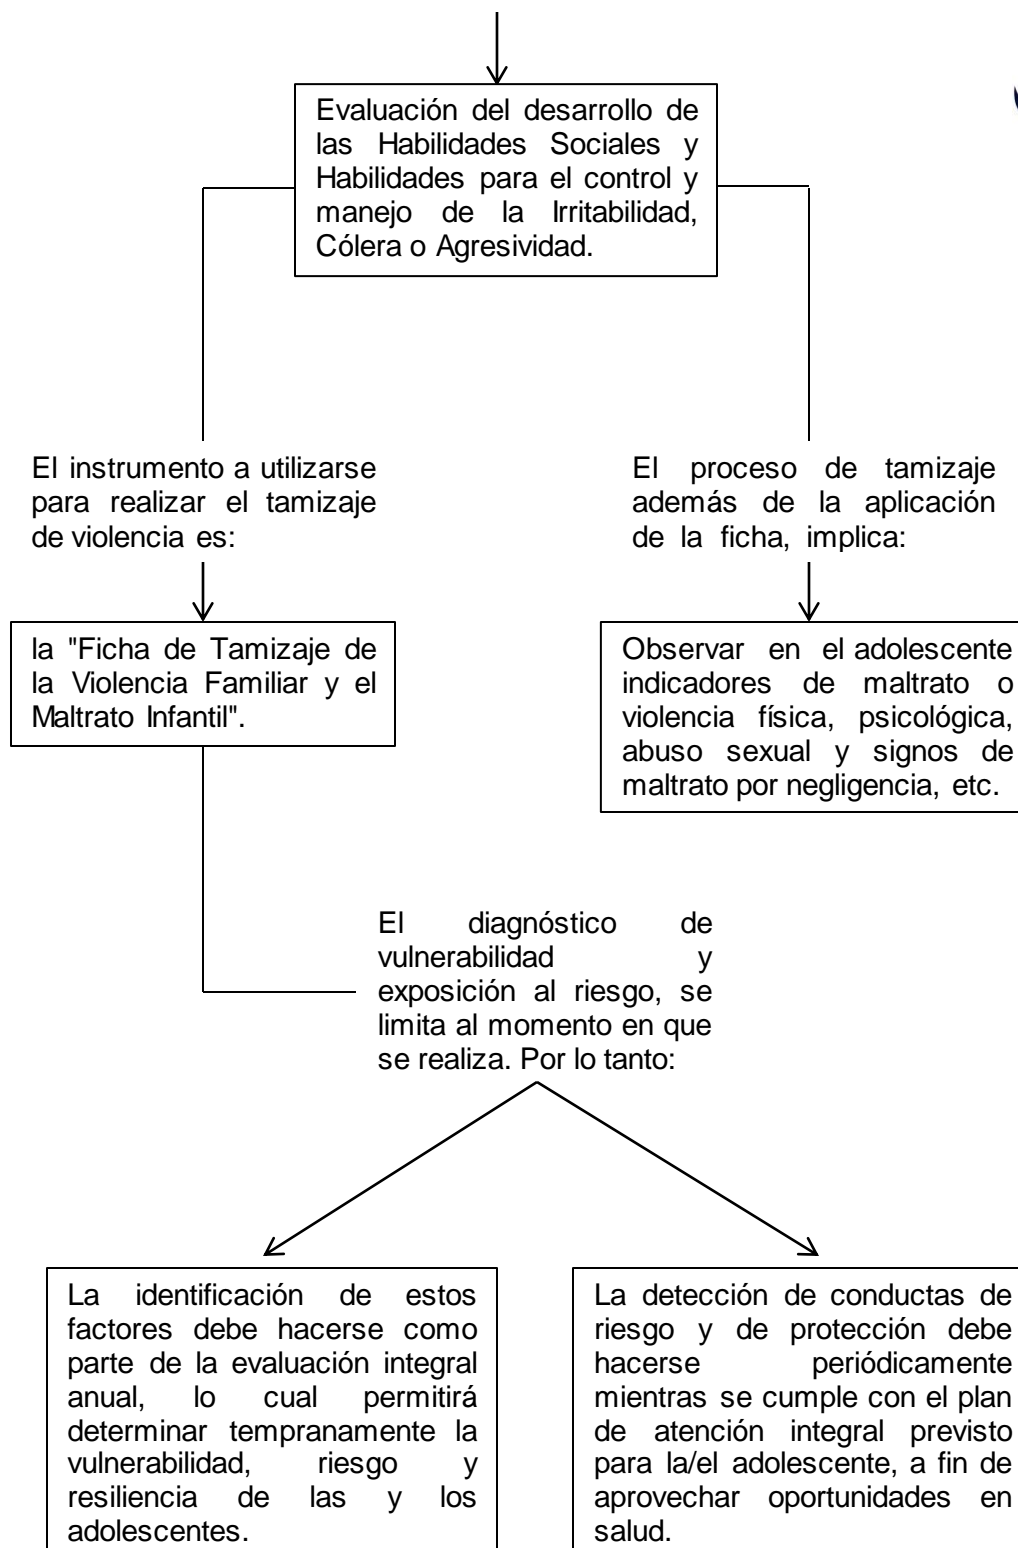 Evaluación del desarrollo de
las Habilidades Sociales y
Habilidades para el control y
manejo de la Irritabilidad,
Cólera o Agresividad.
El instrumento a utilizarse
para realizar el tamizaje
de violencia es:
El proceso de tamizaje
además de la aplicación
de la ficha, implica:
la "Ficha de Tamizaje de
la Violencia Familiar y el
Maltrato Infantil".
Observar en el adolescente
indicadores de maltrato o
violencia física, psicológica,
abuso sexual y signos de
maltrato por negligencia, etc.
El diagnóstico de
vulnerabilidad y
exposición al riesgo, se
limita al momento en que
se realiza. Por lo tanto:
La identificación de estos
factores debe hacerse como
parte de la evaluación integral
anual, lo cual permitirá
determinar tempranamente la
vulnerabilidad, riesgo y
resiliencia de las y los
adolescentes.
La detección de conductas de
riesgo y de protección debe
hacerse periódicamente
mientras se cumple con el plan
de atención integral previsto
para la/el adolescente, a fin de
aprovechar oportunidades en
salud.